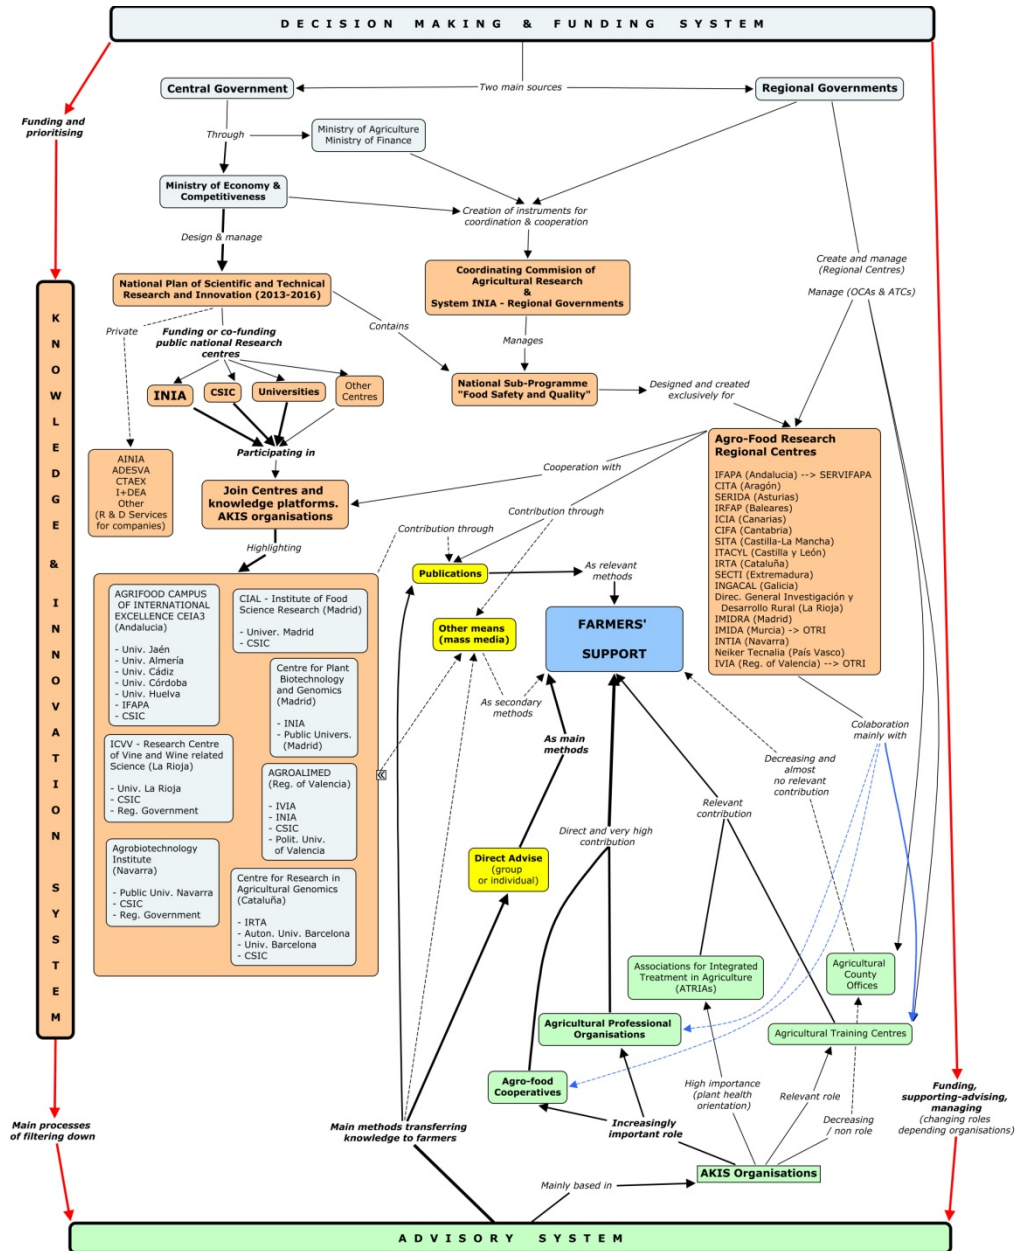 DECISION MAKING & FUNDING SYSTEM
Central Government
Two main sources
Regional Governments
Funding and
prioritising
Through
Ministry of Agriculture
Ministry of Finance
Ministry of Economy &
Competitiveness
Creation of instruments for
coordination & cooperation
Design & manage
Create and manage
(Regional Centres)
Manage (OCAs & ATCs)
National Plan of Scientific and Technical
Research and Innovation (2013-2016)
Coordinating Commision of
Agricultural Research
&
System INIA - Regional Governments
Private
Funding or co-funding
public national Research
centres
Contains
Manages
INIA
CSIC
Universities
Other
Centres
National Sub-Programme
"Food Safety and Quality"
Designed and created
exclusively for
AINIA
ADESVA
CTAEX
I+DEA
Other
(R & D Services
for companies)
Participating in
Join Centres and
knowledge platforms.
AKIS organisations
Cooperation with
Agro-Food Research
Regional Centres
IFAPA (Andalucia) --> SERVIFAPA
CITA (Aragón)
SERIDA (Asturias)
IRFAP (Baleares)
ICIA (Canarias)
CIFA (Cantabria)
SITA (Castilla-La Mancha)
ITACYL (Castilla y León)
IRTA (Cataluña)
SECTI (Extremadura)
INGACAL (Galicia)
Direc. General Investigación y
Desarrollo Rural (La Rioja)
IMIDRA (Madrid)
IMIDA (Murcia) -> OTRI
INTIA (Navarra)
Neiker Tecnalia (País Vasco)
IVIA (Reg. of Valencia) --> OTRI
Highlighting
Contribution through
Contribution through
Publications
As relevant
methods
Other means
(mass media)
FARMERS'
SUPPORT
As secondary
methods
AGRIFOOD CAMPUS
OF INTERNATIONAL
EXCELLENCE CEIA3
(Andalucia)
- Univ. Jaén
- Univ. Almería
- Univ. Cádiz
- Univ. Córdoba
- Univ. Huelva
- IFAPA
- CSIC
CIAL - Institute of Food
Science Research (Madrid)
- Univer. Madrid
- CSIC
Centre for Plant
Biotechnology
and Genomics
(Madrid)
- INIA
- Public Univers.
(Madrid)
ICVV - Research Centre
of Vine and Wine related
Science (La Rioja)
- Univ. La Rioja
- CSIC
- Reg. Government
AGROALIMED
(Reg. of Valencia)
- IVIA
- INIA
- CSIC
- Polit. Univ.
of Valencia
Agrobiotechnology
Institute
(Navarra)
- Public Univ. Navarra
- CSIC
- Reg. Government
Centre for Research in
Agricultural Genomics
(Cataluña)
- IRTA
- Auton. Univ. Barcelona
- Univ. Barcelona
- CSIC
KNOWLEDGE & INNOVATION SYSTEM
As main
methods
Decreasing and
almost
no relevant
contribution
Colaboration
mainly with
Relevant
contribution
Direct and very high
contribution
Direct Advise
(group
or individual)
Associations for Integrated
Treatment in Agriculture
(ATRIAs)
Agricultural
County
Offices
Agricultural Professional
Organisations
Agricultural Training Centres
Agro-food
Cooperatives
High importance
(plant health
orientation)
Relevant role
Decreasing
/ non role
Funding,
supporting-advising,
managing
(changing roles
depending organisations)
Main processes
of filtering down
Main methods transferring
knowledge to farmers
Increasingly
important role
AKIS Organisations
Mainly based in
ADVISORY SYSTEM